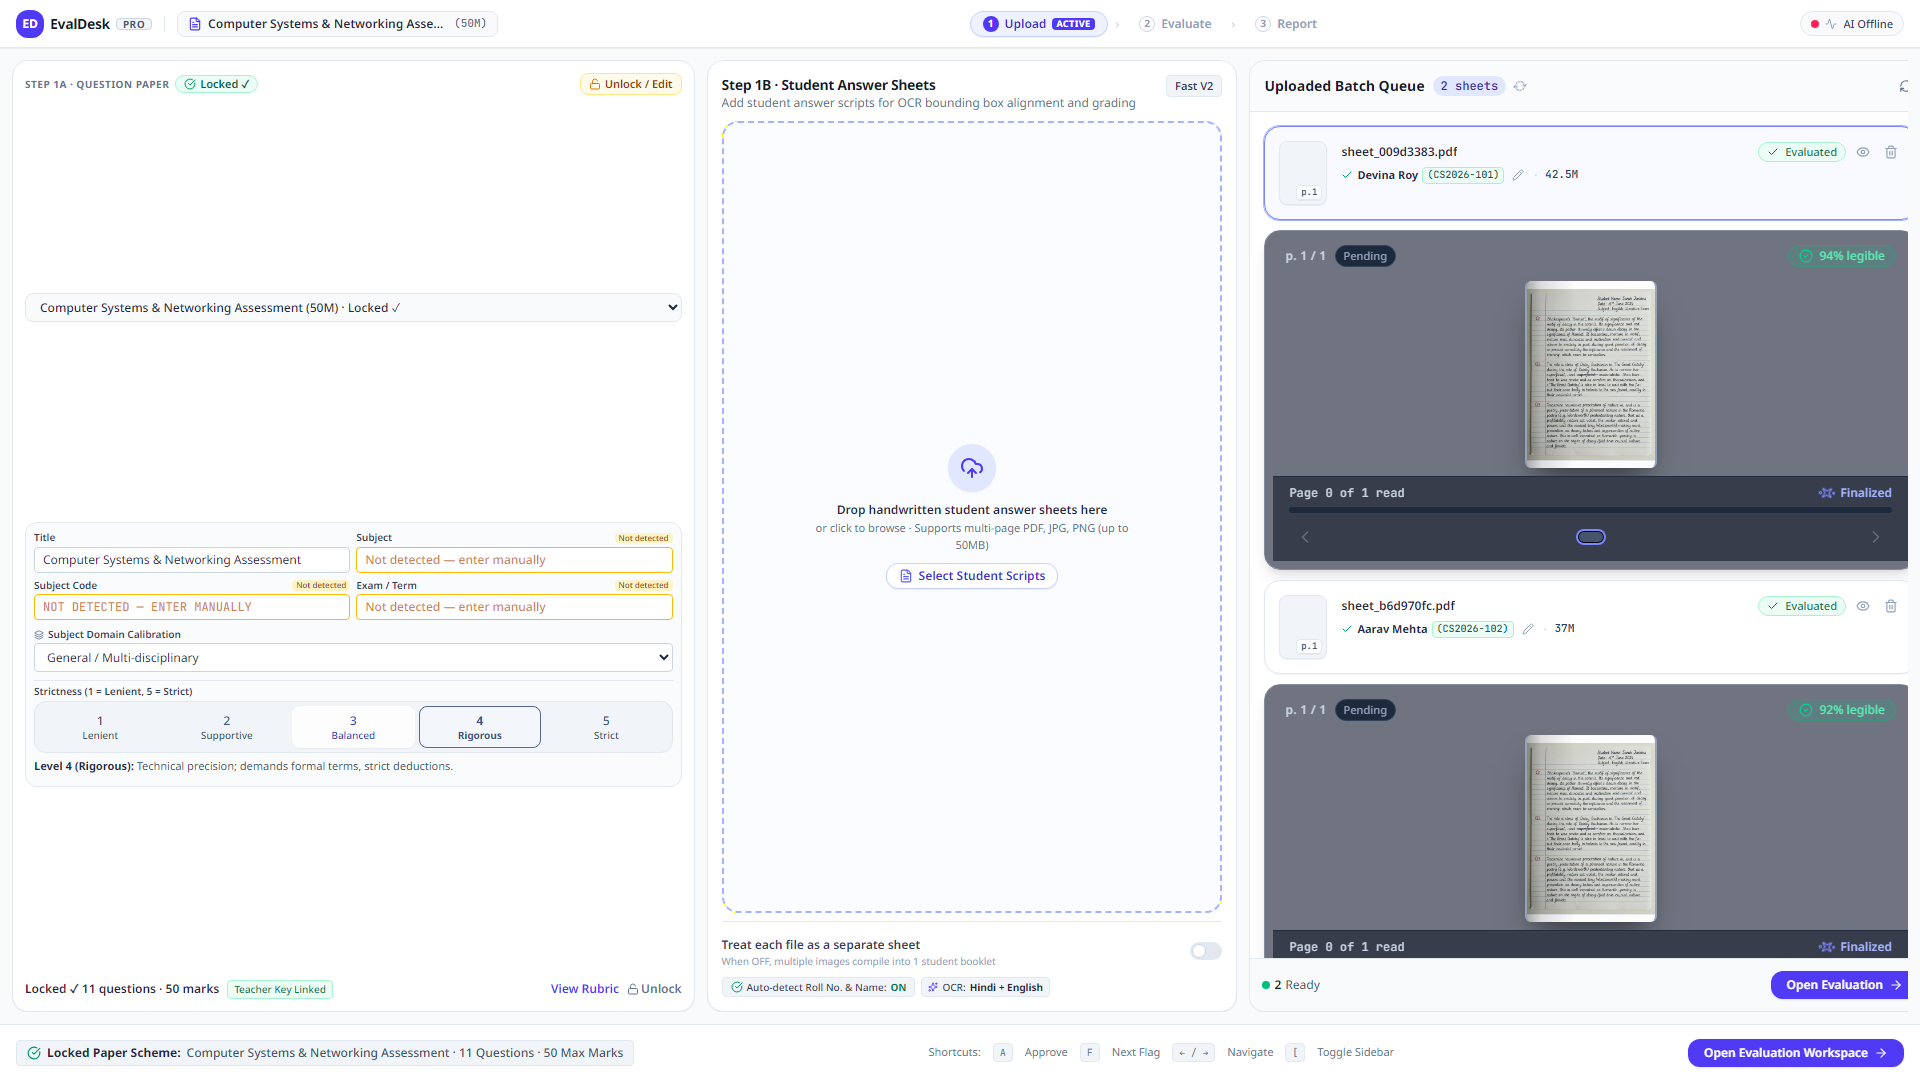 ED EvalDesk PRO
Computer Systems & Networking Asse... (50M)
1 Upload ACTIVE › 2 Evaluate › 3 Report
AI Offline
STEP 1A · QUESTION PAPER Locked ✓
Unlock / Edit
Computer Systems & Networking Assessment (50M) · Locked ✓
Title
Computer Systems & Networking Assessment
Subject Not detected
Not detected — enter manually
Subject Code Not detected
NOT DETECTED — ENTER MANUALLY
Exam / Term Not detected
Not detected — enter manually
Subject Domain Calibration
General / Multi-disciplinary
Strictness (1 = Lenient, 5 = Strict)
1 Lenient
2 Supportive
3 Balanced
4 Rigorous
5 Strict
Level 4 (Rigorous): Technical precision; demands formal terms, strict deductions.
Locked ✓ 11 questions · 50 marks Teacher Key Linked
View Rubric Unlock
Step 1B · Student Answer Sheets
Fast V2
Add student answer scripts for OCR bounding box alignment and grading
Drop handwritten student answer sheets here
or click to browse · Supports multi-page PDF, JPG, PNG (up to
50MB)
Select Student Scripts
Treat each file as a separate sheet
When OFF, multiple images compile into 1 student booklet
Auto-detect Roll No. & Name: ON
OCR: Hindi + English
Uploaded Batch Queue 2 sheets
p.1
sheet_009d3383.pdf
Evaluated
✓ Devina Roy (CS2026-101) · 42.5M
p. 1 / 1 Pending
94% legible
Page 0 of 1 read
Finalized
p.1
sheet_b6d970fc.pdf
Evaluated
✓ Aarav Mehta (CS2026-102) · 37M
p. 1 / 1 Pending
92% legible
Page 0 of 1 read
Finalized
2 Ready
Open Evaluation →
Locked Paper Scheme: Computer Systems & Networking Assessment · 11 Questions · 50 Max Marks
Shortcuts: A Approve F Next Flag ← / → Navigate [ Toggle Sidebar
Open Evaluation Workspace →